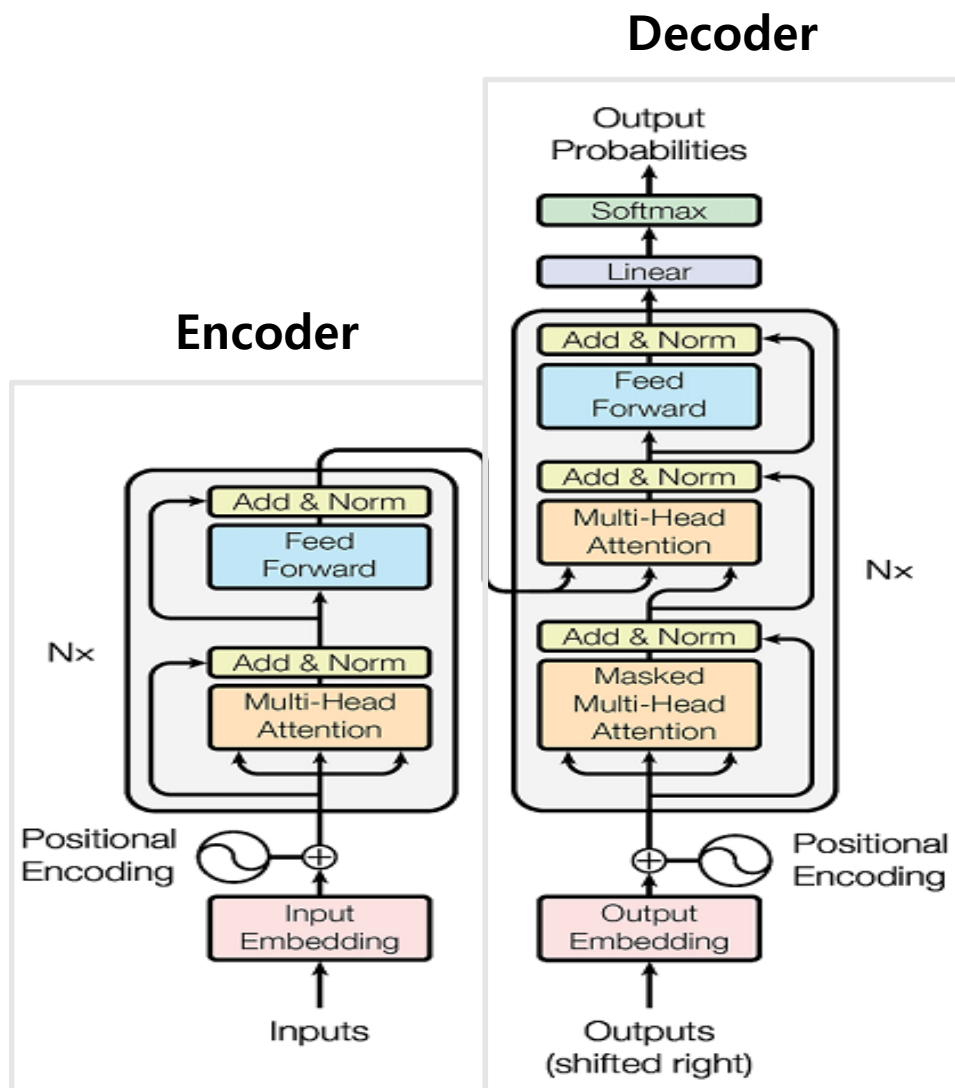 Decoder
Output
Probabilities
Softmax
Linear
Add & Norm
Feed
Forward
Add & Norm
Multi-Head
Attention
Nx
Add & Norm
Masked
Multi-Head
Attention
Positional
Encoding
Output
Embedding
Outputs
(shifted right)
Encoder
Add & Norm
Feed
Forward
Nx
Add & Norm
Multi-Head
Attention
Positional
Encoding
Input
Embedding
Inputs